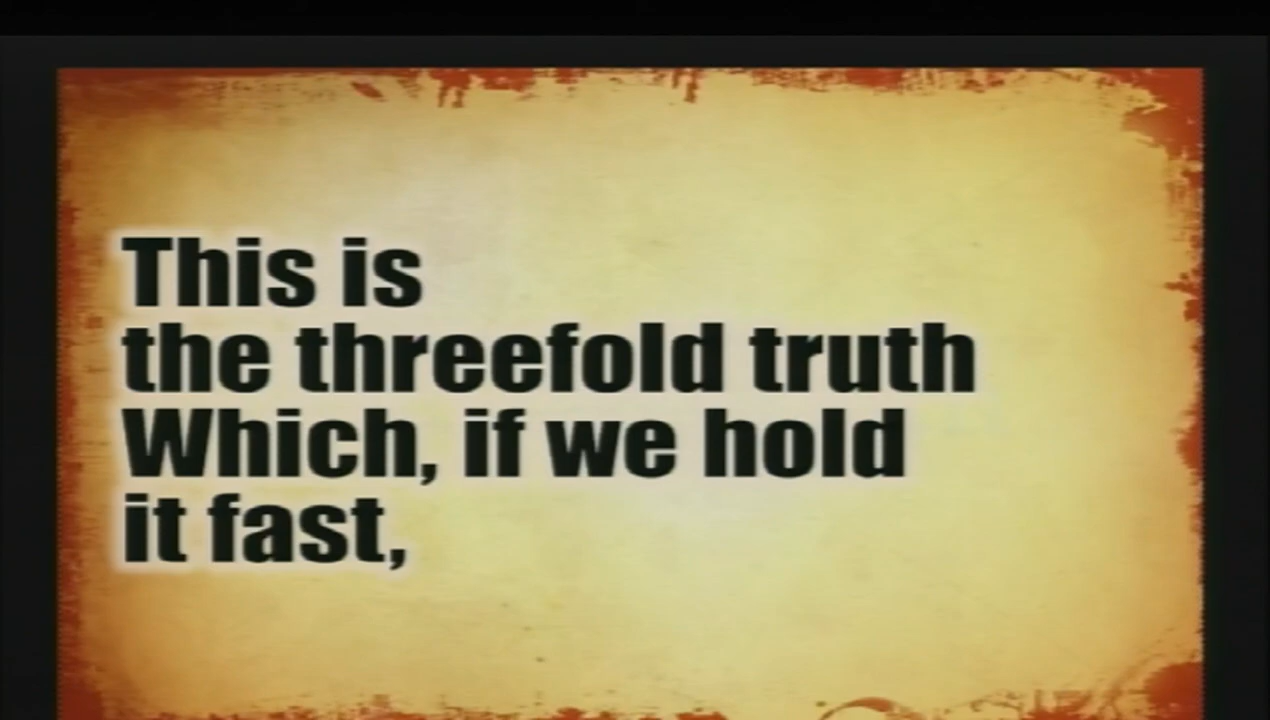 This is
the threefold truth
Which, if we hold
it fast,